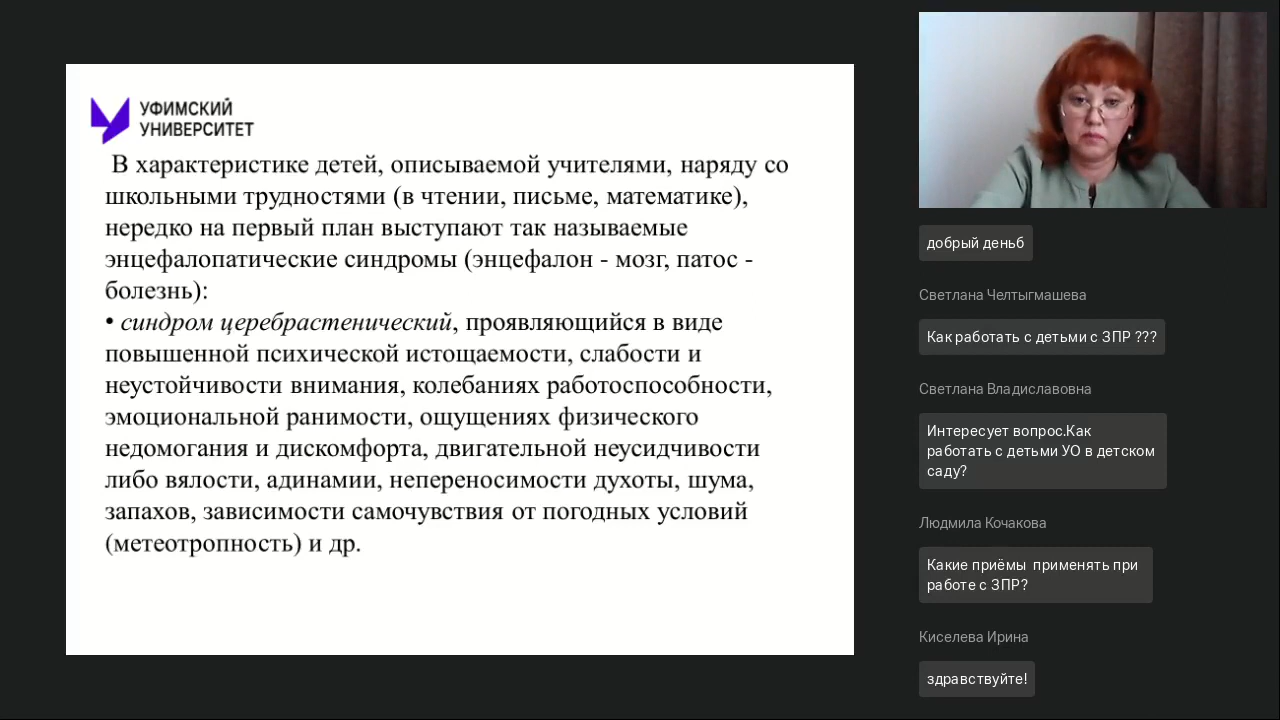 УФИМСКИЙ
УНИВЕРСИТЕТ
В характеристике детей, описываемой учителями, наряду со
школьными трудностями (в чтении, письме, математике),
нередко на первый план выступают так называемые
энцефалопатические синдромы (энцефалон - мозг, патос -
болезнь):
• синдром церебрастенический, проявляющийся в виде
повышенной психической истощаемости, слабости и
неустойчивости внимания, колебаниях работоспособности,
эмоциональной ранимости, ощущениях физического
недомогания и дискомфорта, двигательной неусидчивости
либо вялости, адинамии, непереносимости духоты, шума,
запахов, зависимости самочувствия от погодных условий
(метеотропность) и др.
добрый деньб
Светлана Челтыгмашева
Как работать с детьми с ЗПР ???
Светлана Владиславовна
Интересует вопрос.Как
работать с детьми УО в детском
саду?
Людмила Кочакова
Какие приёмы применять при
работе с ЗПР?
Киселева Ирина
здравствуйте!